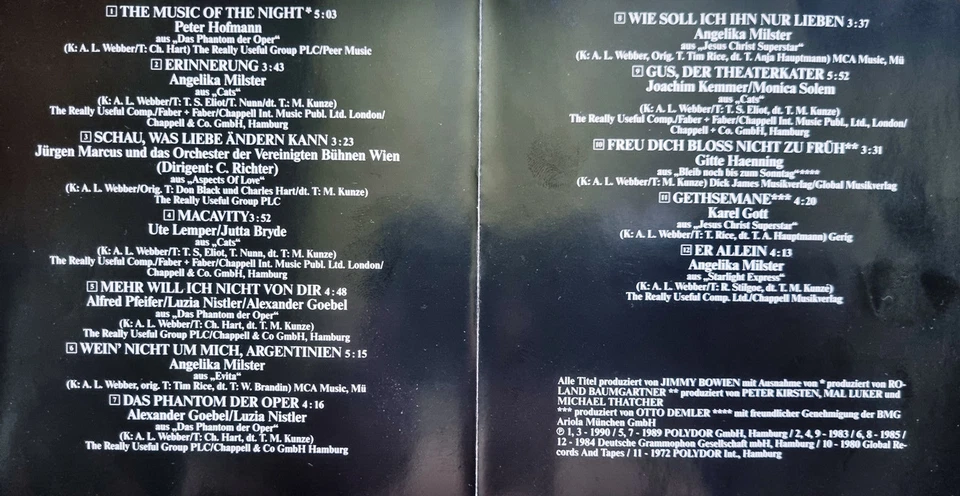 1 THE MUSIC OF THE NIGHT* 5:03
Peter Hofmann
aus „Das Phantom der Oper“
(K: A. L. Webber/T: Ch. Hart) The Really Useful Group PLC/Peer Music
2 ERINNERUNG 3:43
Angelika Milster
aus „Cats“
(K: A. L. Webber/T: T. S. Eliot/T. Nunn/dt. T.: M. Kunze)
The Really Useful Comp./Faber + Faber/Chappell Int. Music Publ. Ltd. London/
Chappell & Co. GmbH, Hamburg
3 SCHAU, WAS LIEBE ÄNDERN KANN 3:23
Jürgen Marcus und das Orchester der Vereinigten Bühnen Wien
(Dirigent: C. Richter)
aus „Aspects Of Love“
(K: A. L. Webber/Orig. T: Don Black und Charles Hart/dt. T: M. Kunze)
The Really Useful Group PLC
4 MACAVITY 3:52
Ute Lemper/Jutta Bryde
aus „Cats“
(K: A. L. Webber/T: T. S, Eliot, T. Nunn, dt. T: M. Kunze)
The Really Useful Comp./Faber + Faber/Chappell Int. Music Publ. Ltd. London/
Chappell & Co. GmbH, Hamburg
5 MEHR WILL ICH NICHT VON DIR 4:48
Alfred Pfeifer/Luzia Nistler/Alexander Goebel
aus „Das Phantom der Oper“
(K: A. L. Webber/T: Ch. Hart, dt. T. M. Kunze)
The Really Useful Group PLC/Chappell & Co GmbH, Hamburg
6 WEIN' NICHT UM MICH, ARGENTINIEN 5:15
Angelika Milster
aus „Evita“
(K: A. L. Webber, orig. T: Tim Rice, dt. T: W. Brandin) MCA Music, Mü
7 DAS PHANTOM DER OPER 4:16
Alexander Goebel/Luzia Nistler
aus „Das Phantom der Oper“
(K: A. L. Webber/T: Ch. Hart, dt. T. M. Kunze)
The Really Useful Group PLC/Chappell & Co GmbH Hamburg
8 WIE SOLL ICH IHN NUR LIEBEN 3:37
Angelika Milster
aus „Jesus Christ Superstar“
(K: A. L. Webber, Orig. T. Tim Rice, dt. T. Anja Hauptmann) MCA Music, Mü
9 GUS, DER THEATERKATER 5:52
Joachim Kemmer/Monica Solem
aus „Cats“
(K: A. L. Webber/T: T. S. Eliot, dt. T. M. Kunze)
The Really Useful Comp./Faber + Faber/Chappell Int. Music Publ., Ltd., London/
Chappell + Co. GmbH, Hamburg
10 FREU DICH BLOSS NICHT ZU FRÜH** 3:31
Gitte Haenning
aus „Bleib noch bis zum Sonntag“****
(K: A. L. Webber/T: M. Kunze) Dick James Musikverlag/Global Musikverlag
11 GETHSEMANE*** 4:20
Karel Gott
aus „Jesus Christ Superstar“
(K: A. L. Webber/T: T. Rice, dt. T. A. Hauptmann) Gerig
12 ER ALLEIN 4:13
Angelika Milster
aus „Starlight Express“
(K: A. L. Webber/T: R. Stilgoe, dt. T. M. Kunzé)
The Really Useful Comp. Ltd./Chappell Musikverlag
Alle Titel produziert von JIMMY BOWIEN mit Ausnahme von * produziert von RO-
LAND BAUMGARTNER ** produziert von PETER KIRSTEN, MAL LUKER und
MICHAEL THATCHER
*** produziert von OTTO DEMLER **** mit freundlicher Genehmigung der BMG
Ariola München GmbH
℗ 1, 3 - 1990 / 5, 7 - 1989 POLYDOR GmbH, Hamburg / 2, 4, 9 - 1983 / 6, 8 - 1985 /
12 - 1984 Deutsche Grammophon Gesellschaft mbH, Hamburg / 10 - 1980 Global Re-
cords And Tapes / 11 - 1972 POLYDOR Int., Hamburg